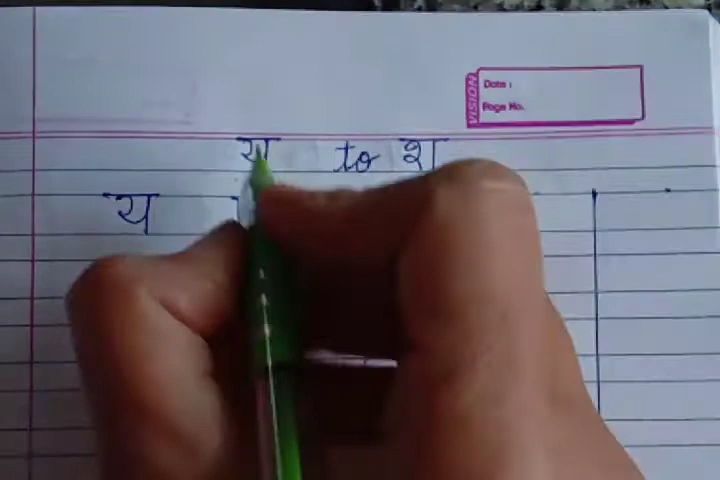 VISION
Date :
Page No.
य to श
य